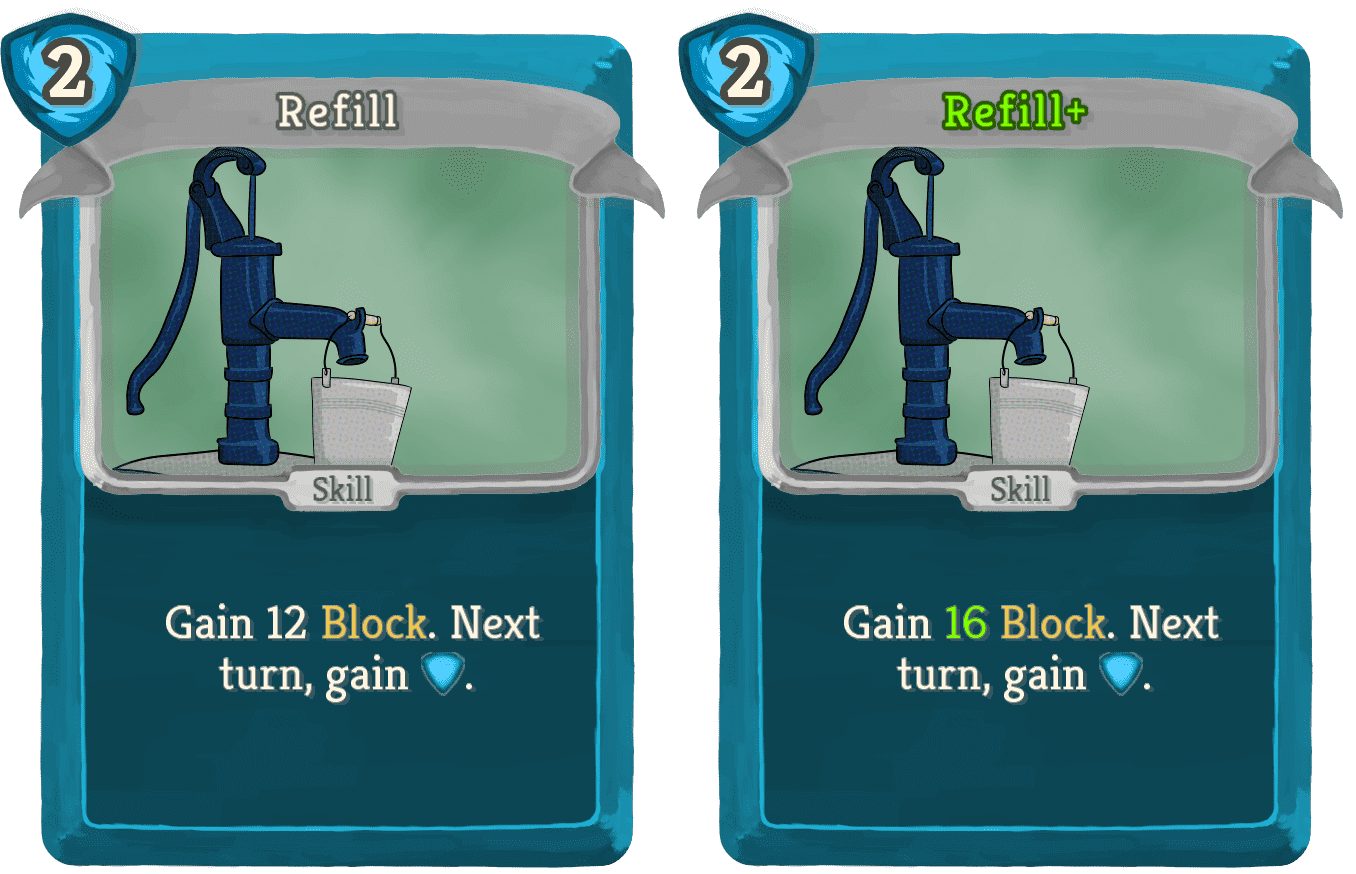 2
Refill
Skill
Gain 12 Block. Next
turn, gain .
2
Refill+
Skill
Gain 16 Block. Next
turn, gain .